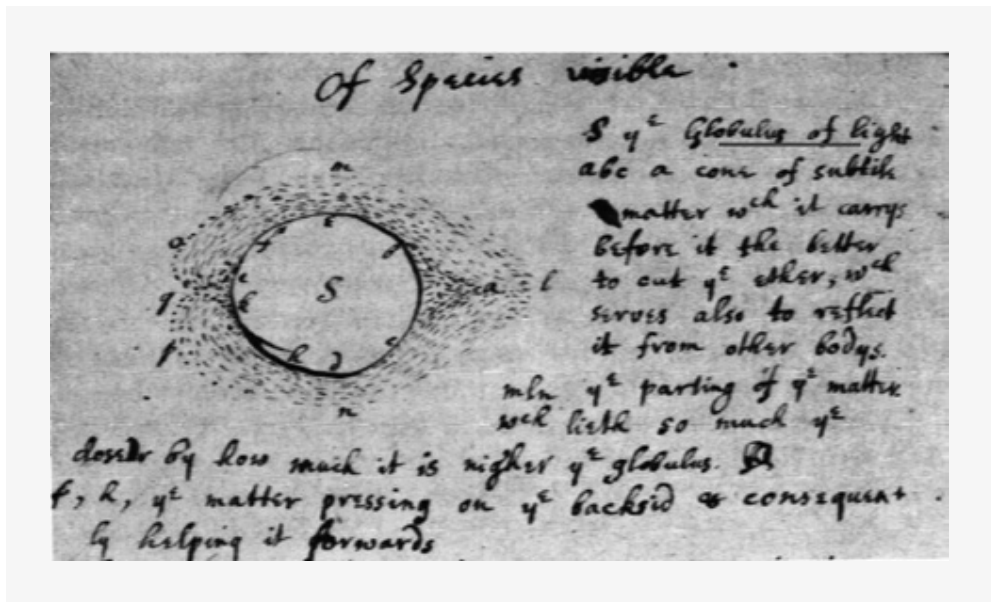 Of Species visible
S yᵉ Globulus of light
abc a cone of subtile
matter wᶜʰ it carrys
before it the better
to cut yᵉ ether, wᶜʰ
serves also to reflect
it from other bodys.
mln yᵉ parting of yᵉ matter
wᶜʰ lieth so much yᵉ
closer by how much it is nigher yᵉ globulus.
f, h, yᵉ matter pressing on yᵉ backsid & consequent
ly helping it forwards
m
o
q
p
n
S
a
l
h
d
c